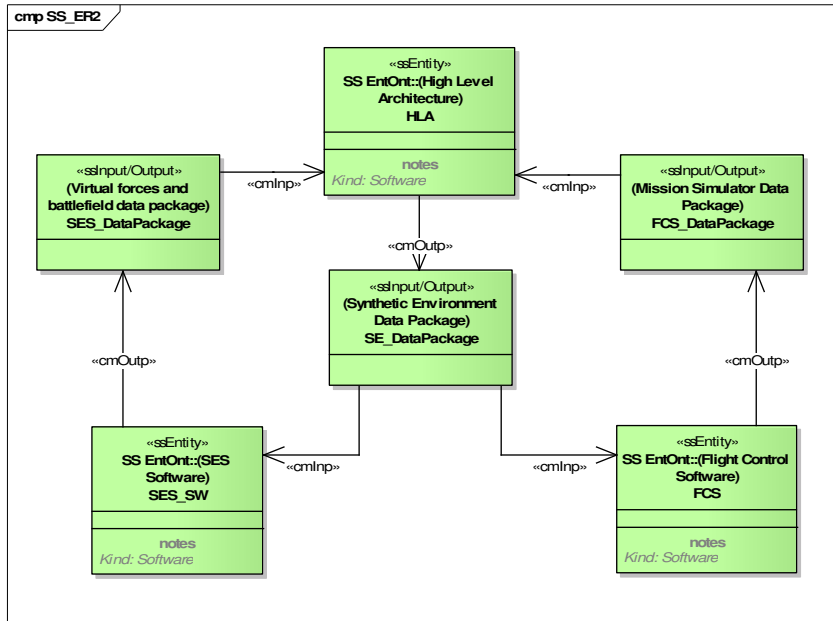 cmp SS_ER2
«ssEntity»
SS EntOnt::(High Level
Architecture)
HLA
notes
Kind: Software
«ssInput/Output»
(Virtual forces and
battlefield data package)
SES_DataPackage
«cmInp»
«ssInput/Output»
(Mission Simulator Data
Package)
FCS_DataPackage
«cmInp»
«cmOutp»
«ssInput/Output»
(Synthetic Environment
Data Package)
SE_DataPackage
«cmOutp»
«cmOutp»
«ssEntity»
SS EntOnt::(SES
Software)
SES_SW
notes
Kind: Software
«cmInp»
«cmInp»
«ssEntity»
SS EntOnt::(Flight Control
Software)
FCS
notes
Kind: Software